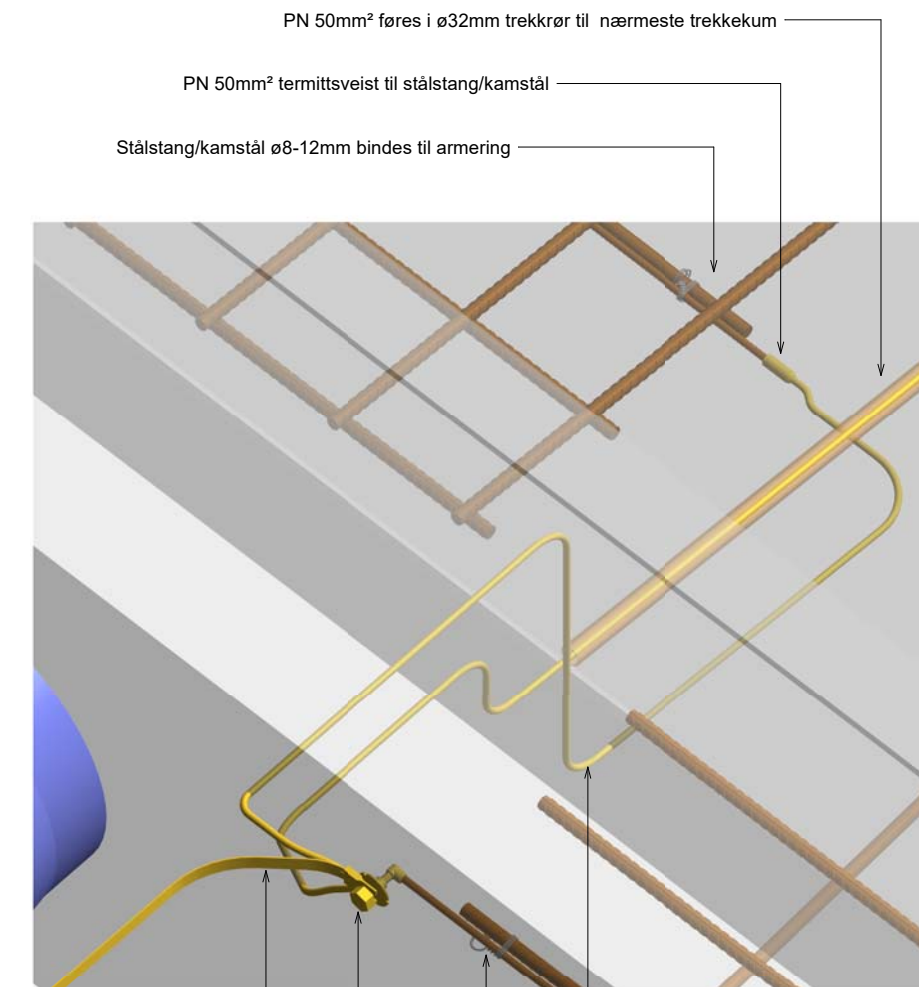 PN 50mm² føres i ø32mm trekkrør til  nærmeste trekkekum
PN 50mm² termittsveist til stålstang/kamstål
Stålstang/kamstål ø8-12mm bindes til armering